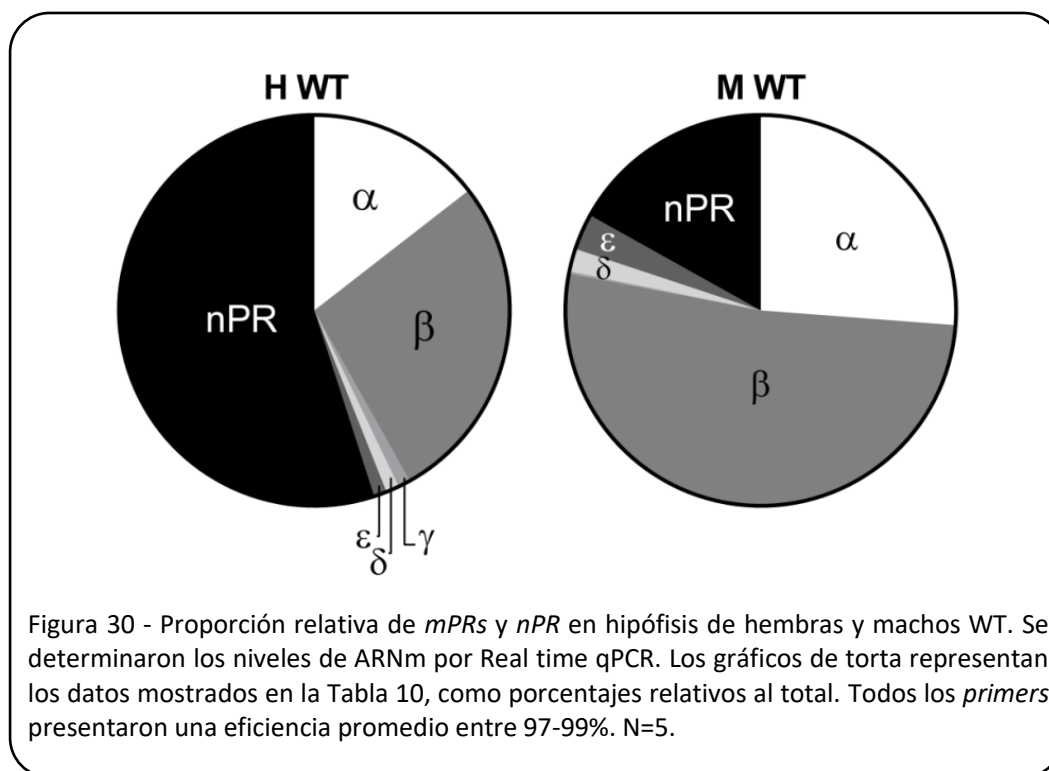 H WT
M WT
α
nPR
β
ε
δ
γ
nPR
α
ε
δ
β
Figura 30 - Proporción relativa de mPRs y nPR en hipófisis de hembras y machos WT. Se
determinaron los niveles de ARNm por Real time qPCR. Los gráficos de torta representan
los datos mostrados en la Tabla 10, como porcentajes relativos al total. Todos los primers
presentaron una eficiencia promedio entre 97-99%. N=5.